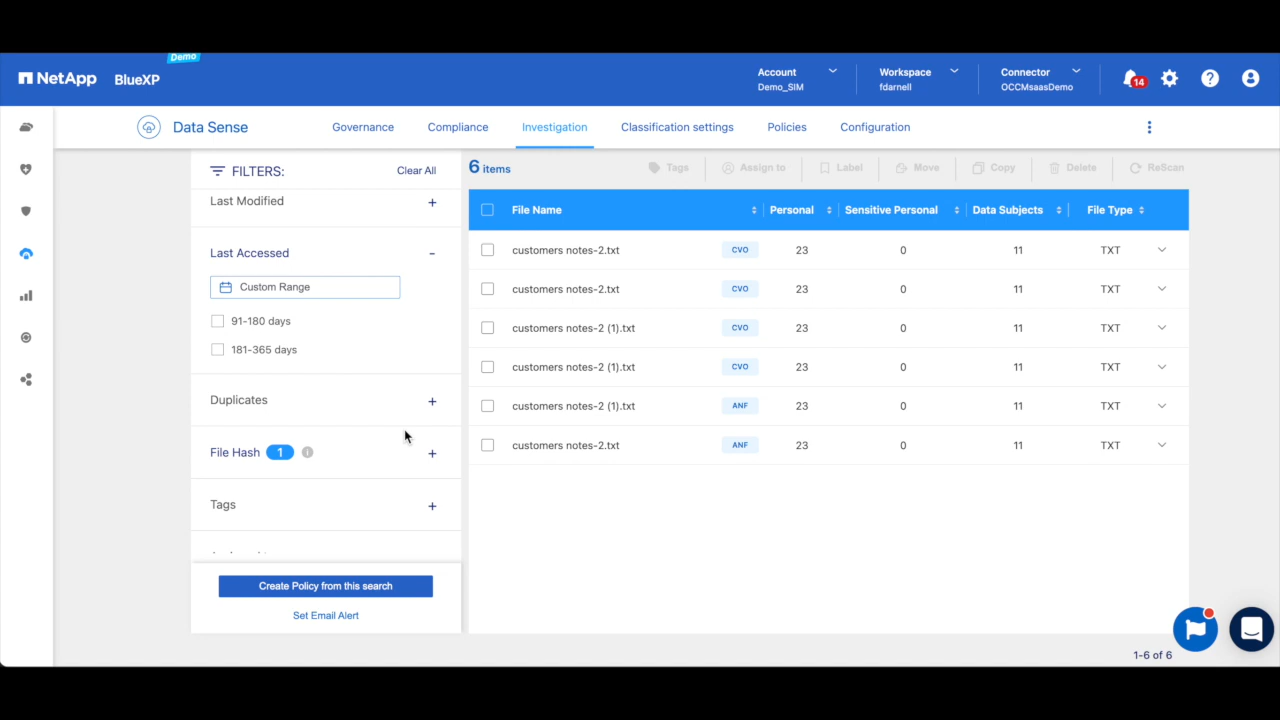 Demo
NetApp BlueXP
Account
Demo_SIM
Workspace
fdarnell
Connector
OCCMsaasDemo
14
Data Sense
Governance Compliance Investigation Classification settings Policies Configuration
FILTERS: Clear All
Last Modified +
Last Accessed -
Custom Range
91-180 days
181-365 days
Duplicates +
File Hash 1 i +
Tags +
Create Policy from this search
Set Email Alert
6 items Tags Assign to Label Move Copy Delete ReScan
File Name Personal Sensitive Personal Data Subjects File Type
customers notes-2.txt CVO 23 0 11 TXT
customers notes-2.txt CVO 23 0 11 TXT
customers notes-2 (1).txt CVO 23 0 11 TXT
customers notes-2 (1).txt CVO 23 0 11 TXT
customers notes-2 (1).txt ANF 23 0 11 TXT
customers notes-2.txt ANF 23 0 11 TXT
1-6 of 6